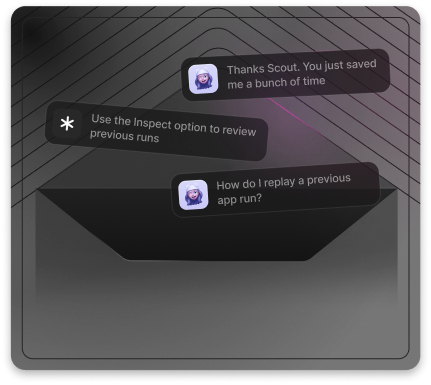 Thanks Scout. You just saved
me a bunch of time
Use the Inspect option to review
previous runs
How do I replay a previous
app run?